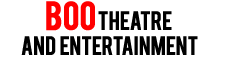 BOO THEATRE
AND ENTERTAINMENT